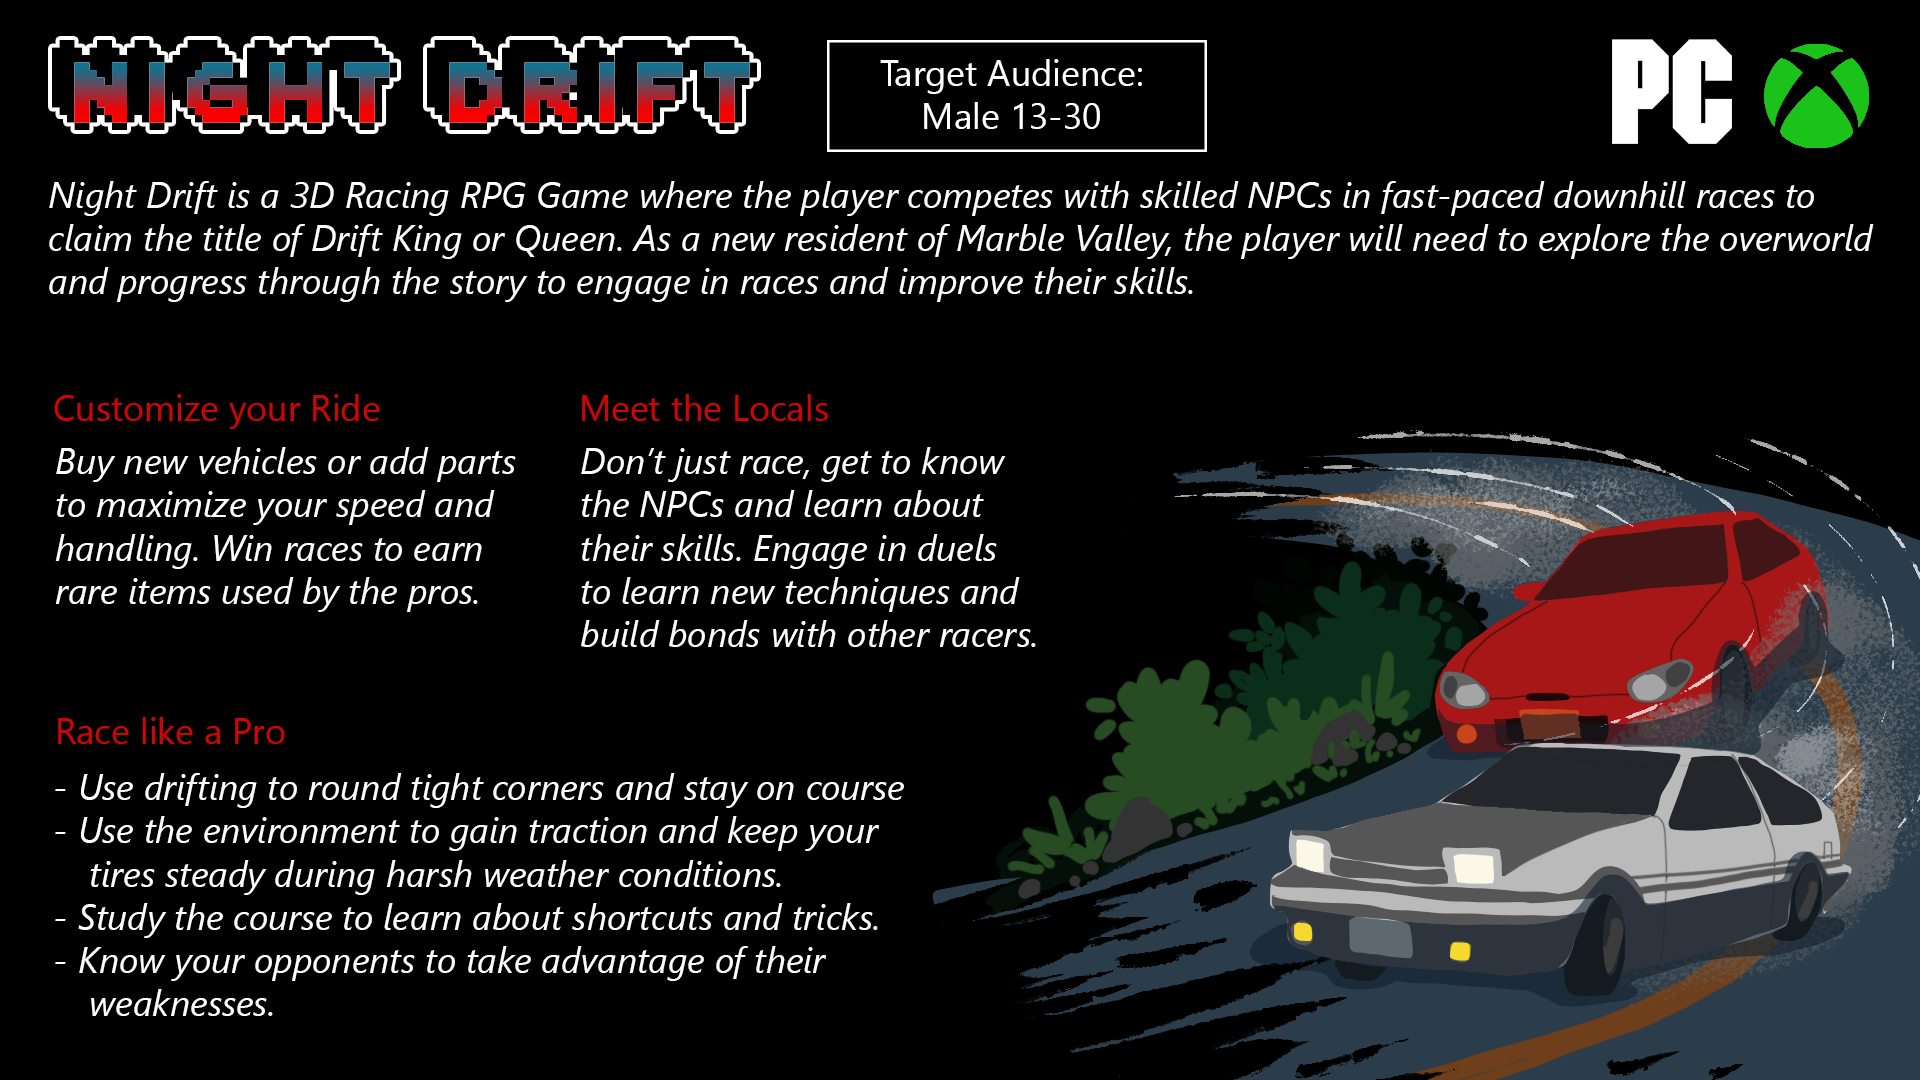 NIGHT DRIFT
Target Audience:
Male 13-30
PC
Night Drift is a 3D Racing RPG Game where the player competes with skilled NPCs in fast-paced downhill races to
claim the title of Drift King or Queen. As a new resident of Marble Valley, the player will need to explore the overworld
and progress through the story to engage in races and improve their skills.
Customize your Ride
Buy new vehicles or add parts
to maximize your speed and
handling. Win races to earn
rare items used by the pros.
Meet the Locals
Don’t just race, get to know
the NPCs and learn about
their skills. Engage in duels
to learn new techniques and
build bonds with other racers.
Race like a Pro
- Use drifting to round tight corners and stay on course
- Use the environment to gain traction and keep your
tires steady during harsh weather conditions.
- Study the course to learn about shortcuts and tricks.
- Know your opponents to take advantage of their
weaknesses.